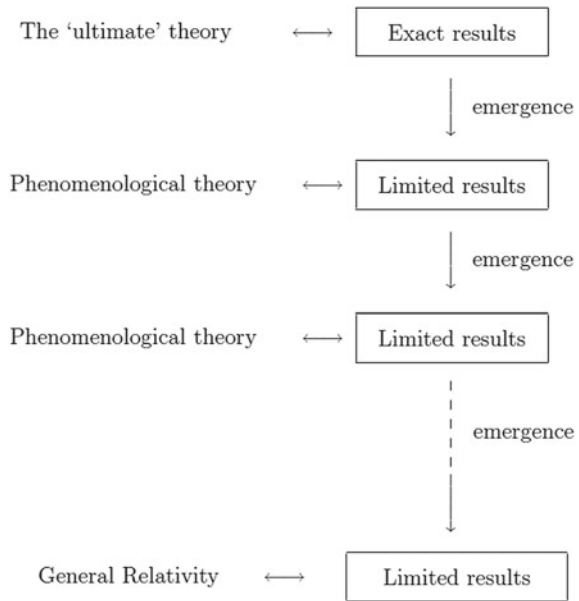 The ‘ultimate’ theory ⟷ Exact results
emergence
Phenomenological theory ⟷ Limited results
emergence
Phenomenological theory ⟷ Limited results
emergence
General Relativity ⟷ Limited results